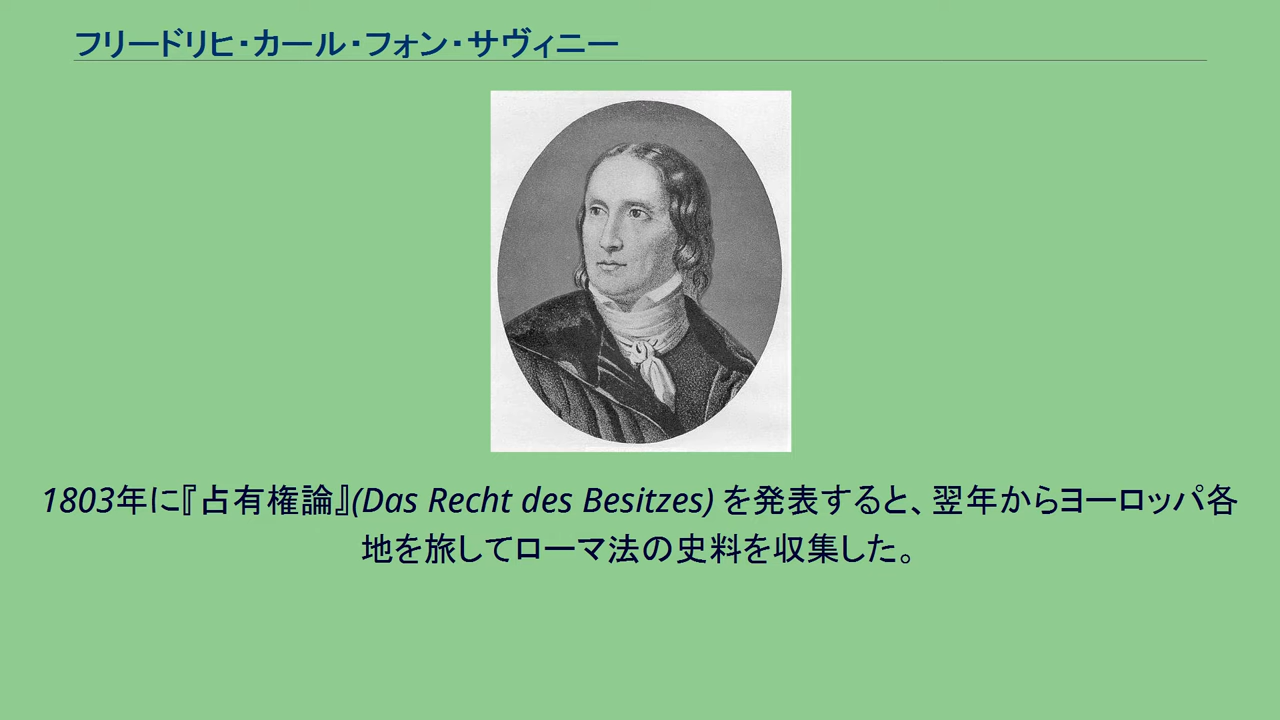 フリードリヒ・カール・フォン・サヴィニー
1803年に『占有権論』(Das Recht des Besitzes) を発表すると、翌年からヨーロッパ各
地を旅してローマ法の史料を収集した。